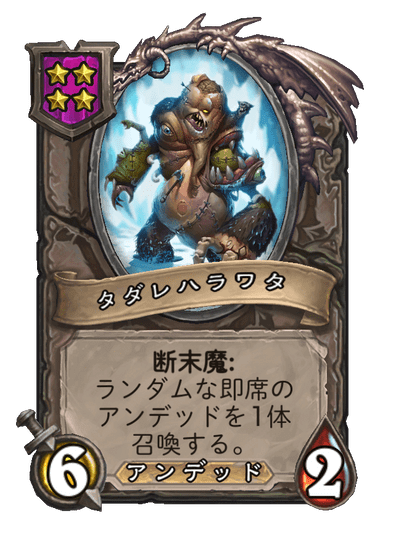 タダレハラワタ
断末魔:
ランダムな即席の
アンデッドを1体
召喚する。
アンデッド
6
2